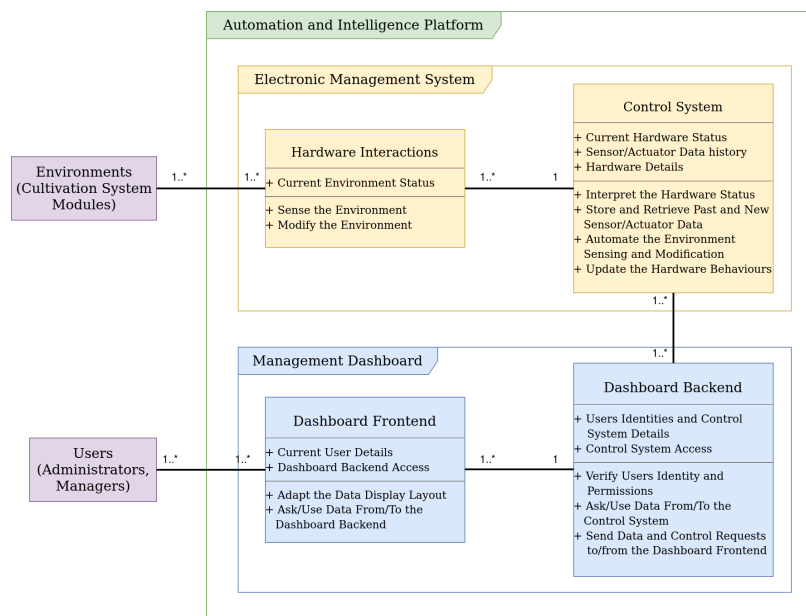 Automation and Intelligence Platform
Electronic Management System
Control System
+ Current Hardware Status
+ Sensor/Actuator Data history
+ Hardware Details
+ Interpret the Hardware Status
+ Store and Retrieve Past and New
Sensor/Actuator Data
+ Automate the Environment
Sensing and Modification
+ Update the Hardware Behaviours
Hardware Interactions
+ Current Environment Status
+ Sense the Environment
+ Modify the Environment
Environments
(Cultivation System
Modules)
1..*
1..*
1..*
1
1..*
1..*
Management Dashboard
Dashboard Backend
+ Users Identities and Control
System Details
+ Control System Access
+ Verify Users Identity and
Permissions
+ Ask/Use Data From/To the
Control System
+ Send Data and Control Requests
to/from the Dashboard Frontend
Dashboard Frontend
+ Current User Details
+ Dashboard Backend Access
+ Adapt the Data Display Layout
+ Ask/Use Data From/To the
Dashboard Backend
Users
(Administrators,
Managers)
1..*
1..*
1..*
1